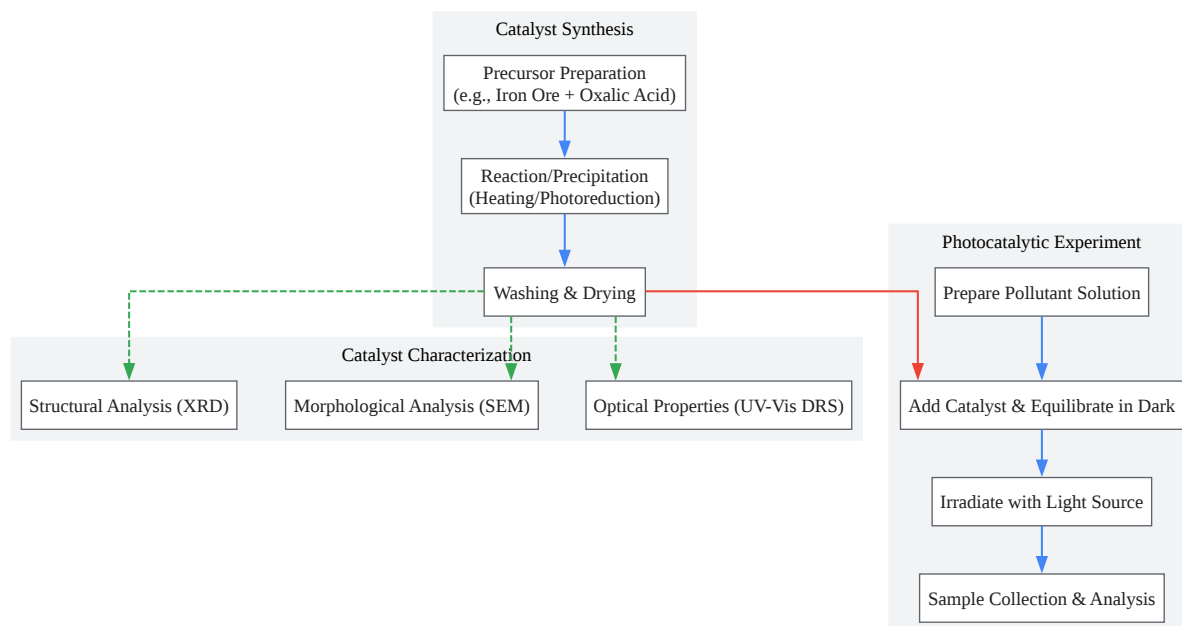 Catalyst Synthesis
Precursor Preparation
(e.g., Iron Ore + Oxalic Acid)
Reaction/Precipitation
(Heating/Photoreduction)
Washing & Drying
Catalyst Characterization
Structural Analysis (XRD)
Morphological Analysis (SEM)
Optical Properties (UV-Vis DRS)
Photocatalytic Experiment
Prepare Pollutant Solution
Add Catalyst & Equilibrate in Dark
Irradiate with Light Source
Sample Collection & Analysis